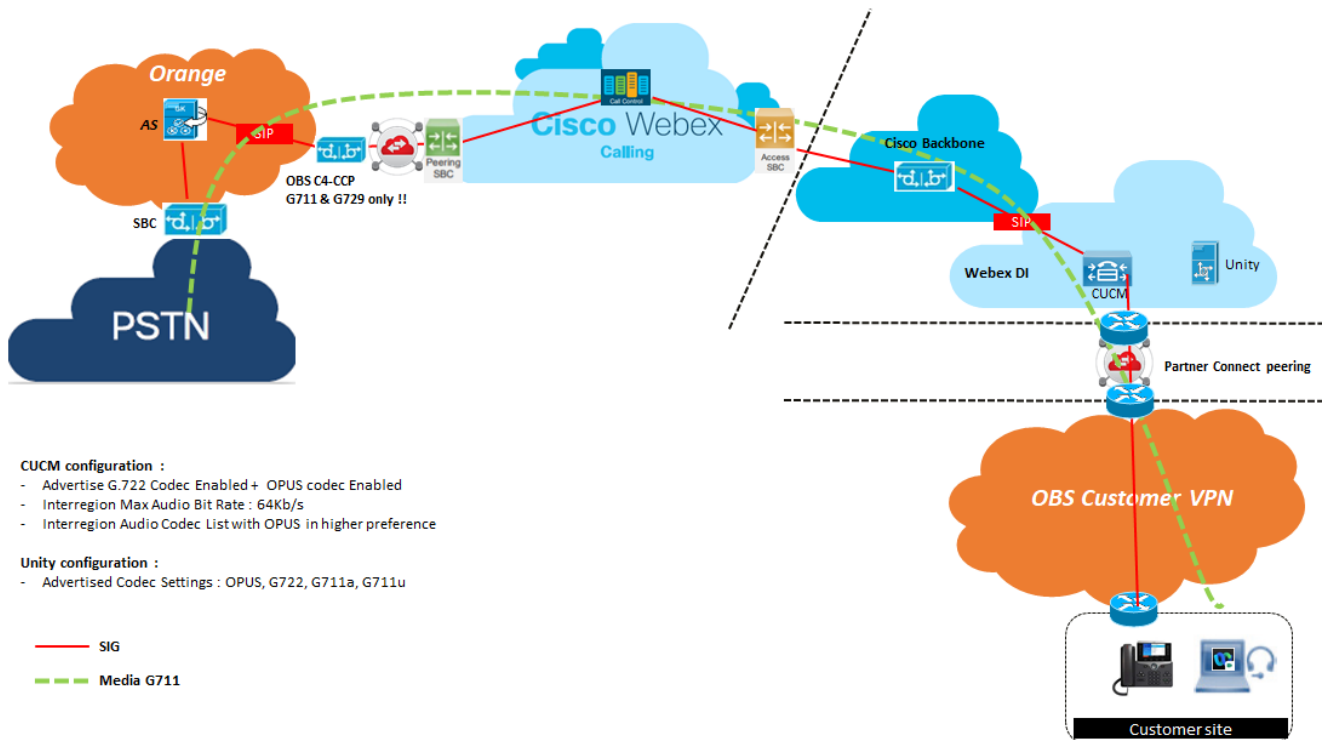 Orange
GK
AS
SIP
OBS C4-CCP
G711 & G729 only !!
SBC
PSTN
Peering
SBC
Call Control
Cisco Webex
Calling
Access
SBC
Cisco Backbone
SIP
Webex DI
CUCM
Unity
Partner Connect peering
OBS Customer VPN
Customer site
CUCM configuration :
- Advertise G.722 Codec Enabled + OPUS codec Enabled
- Interregion Max Audio Bit Rate : 64Kb/s
- Interregion Audio Codec List with OPUS in higher preference
Unity configuration :
- Advertised Codec Settings : OPUS, G722, G711a, G711u
SIG
Media G711